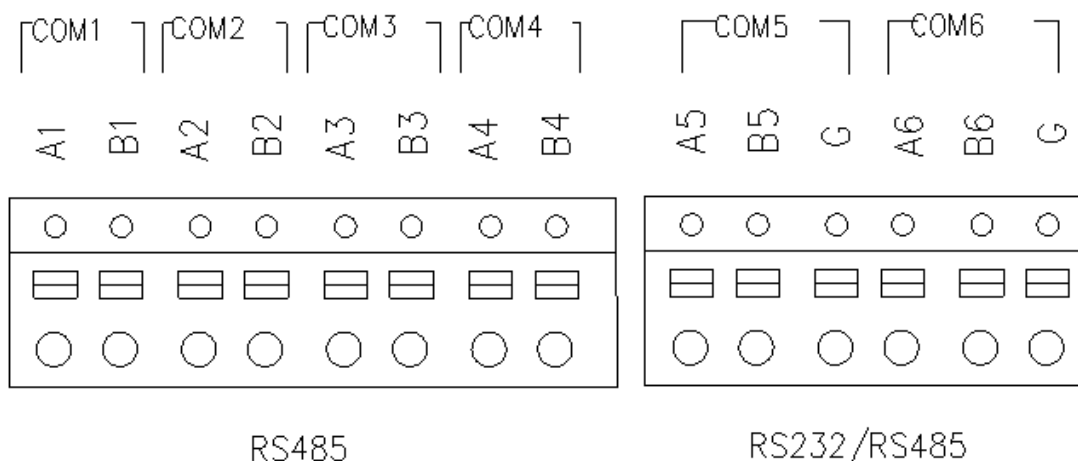 COM1 COM2 COM3 COM4 COM5 COM6
A1 B1 A2 B2 A3 B3 A4 B4 A5 B5 G A6 B6 G
RS485 RS232/RS485